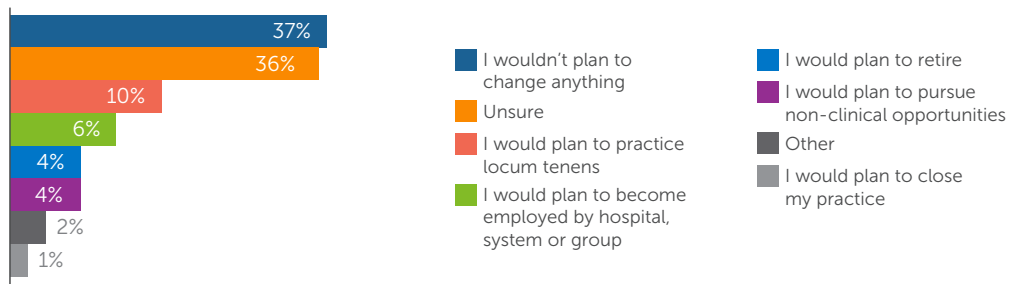 37%
36%
10%
6%
4%
4%
2%
1%
I wouldn’t plan to
change anything
Unsure
I would plan to practice
locum tenens
I would plan to become
employed by hospital,
system or group
I would plan to retire
I would plan to pursue
non-clinical opportunities
Other
I would plan to close
my practice